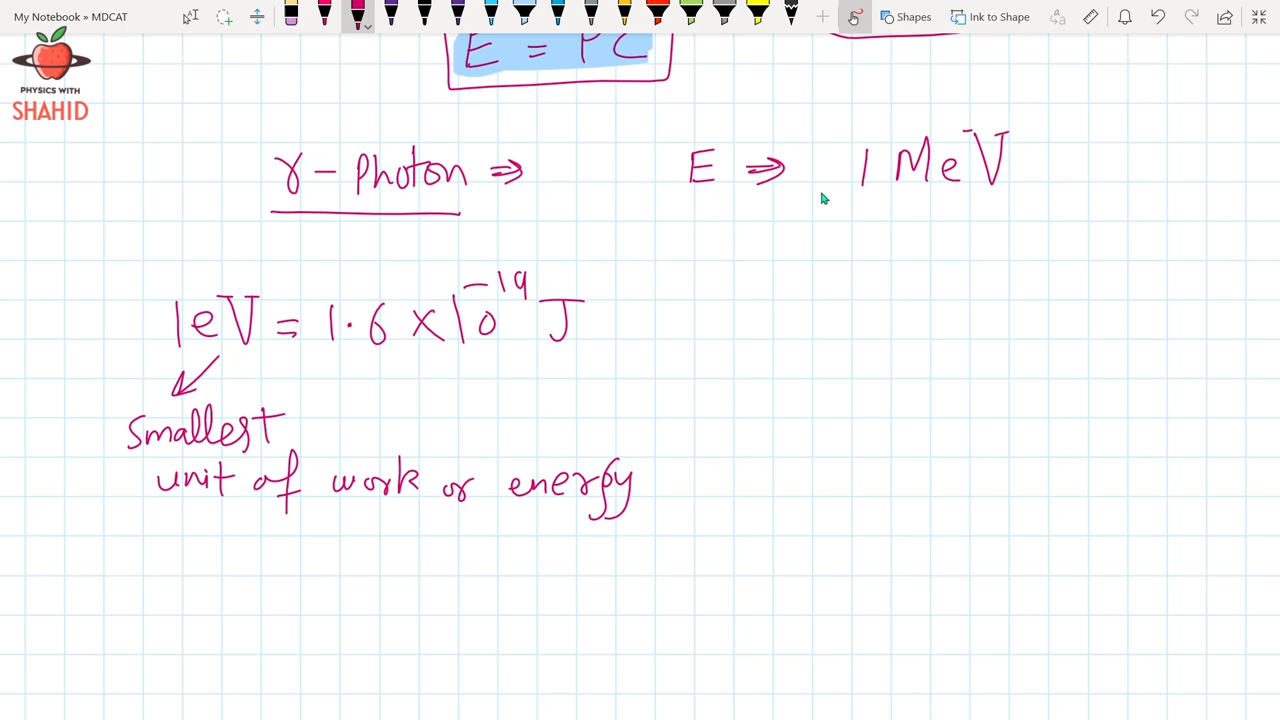 My Notebook » MDCAT
Shapes
Ink to Shape
PHYSICS WITH
SHAHID
E = PC
γ - Photon ⇒ E ⇒ 1 MeV
1eV = 1.6 × 10⁻¹⁹ J
smallest
unit of work or energy